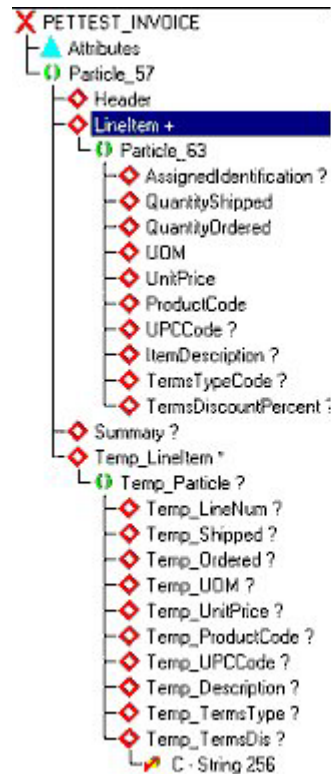 PETTEST_INVOICE
Attributes
Particle_57
Header
LineItem +
Particle_63
AssignedIdentification ?
QuantityShipped
QuantityOrdered
UOM
UnitPrice
ProductCode
UPCCode ?
ItemDescription ?
TermsTypeCode ?
TermsDiscountPercent ?
Summary ?
Temp_LineItem *
Temp_Particle ?
Temp_LineNum ?
Temp_Shipped ?
Temp_Ordered ?
Temp_UOM ?
Temp_UnitPrice ?
Temp_ProductCode ?
Temp_UPCCode ?
Temp_Description ?
Temp_TermsType ?
Temp_TermsDis ?
C - String 256